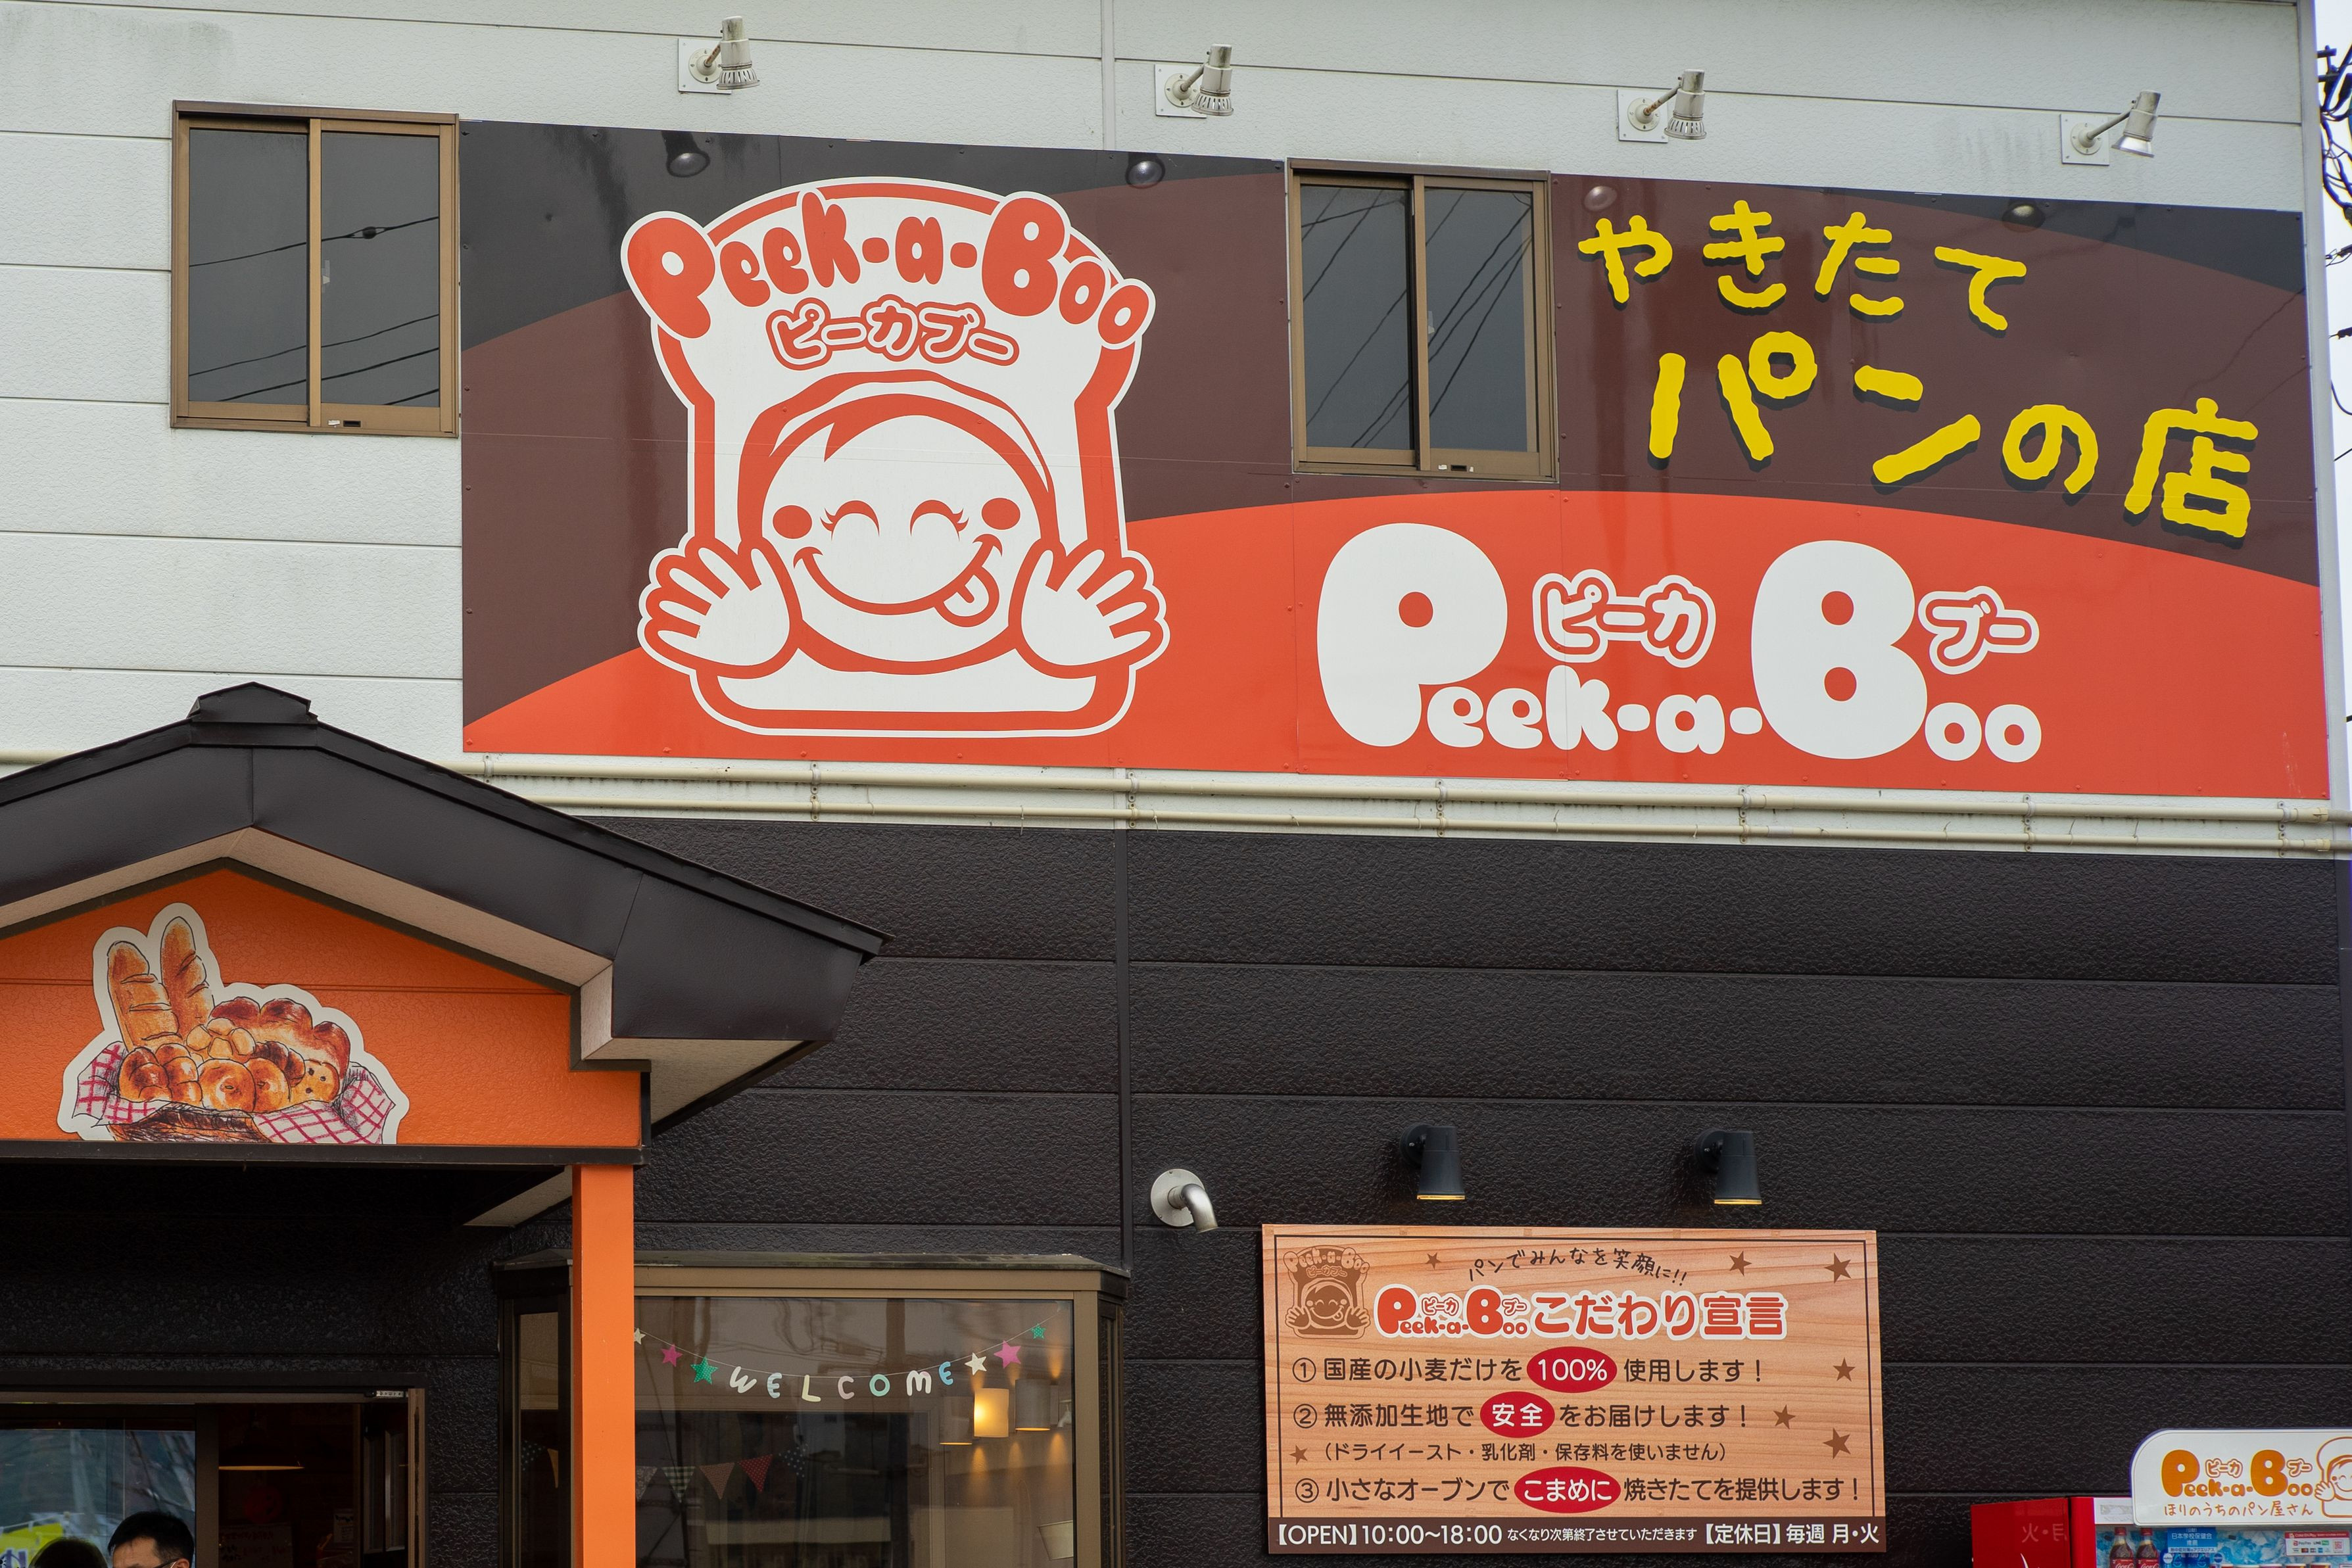 Peek-a-Boo
ピーカブー
やきたて
パンの店
ピーカブー
Peek-a-Boo
WELCOME
パンでみんなを笑顔に!!
Peek-a-Boo ピーカブー こだわり宣言
①国産の小麦だけを100%使用します！
②無添加生地で安全をお届けします！
（ドライイースト・乳化剤・保存料を使いません）
③小さなオーブンでこまめに焼きたてを提供します！
【OPEN】10:00〜18:00 なくなり次第終了させていただきます【定休日】毎週 月・火
Peek-a-Boo ピーカブー
ほりのうちのパン屋さん